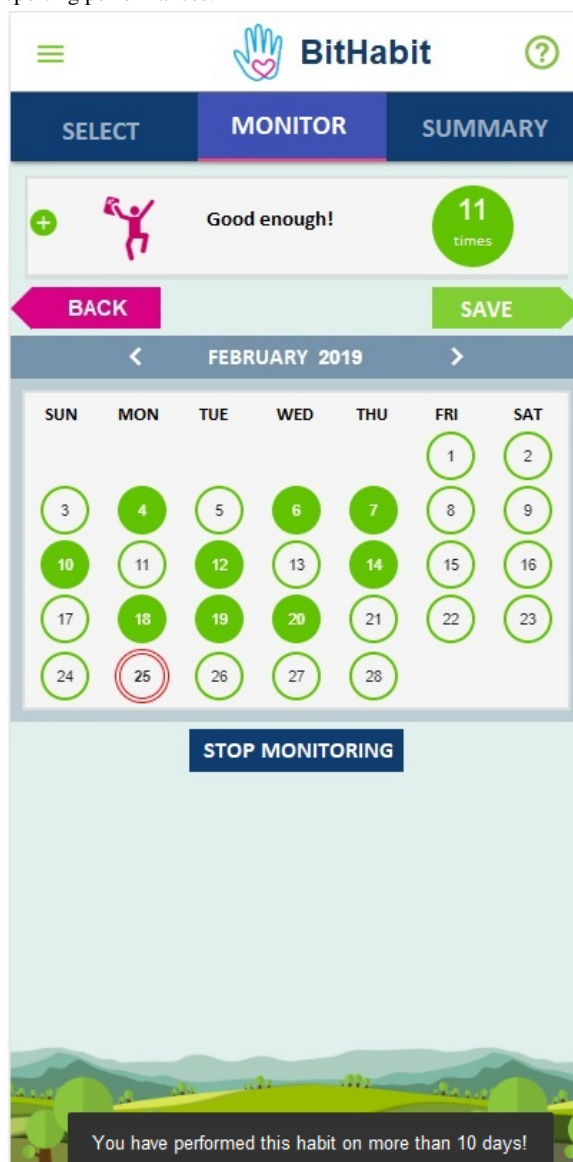 BitHabit
?
SELECT MONITOR SUMMARY
Good enough!
11
times
BACK SAVE
< FEBRUARY 2019 >
SUN MON TUE WED THU FRI SAT
1 2
3 4 5 6 7 8 9
10 11 12 13 14 15 16
17 18 19 20 21 22 23
24 25 26 27 28
STOP MONITORING
You have performed this habit on more than 10 days!